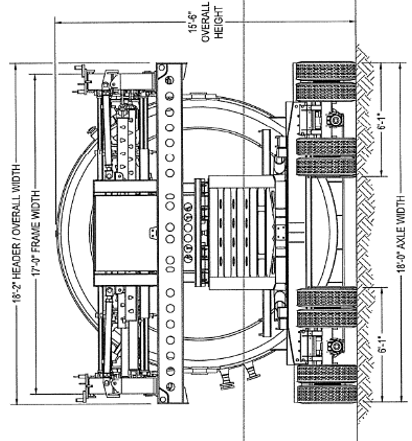 15'-6"
OVERALL
HEIGHT
18'-2" HEADER / OVERALL WIDTH
17'-0" FRAME WIDTH
6'-1"
6'-1"
18'-0" AXLE WIDTH